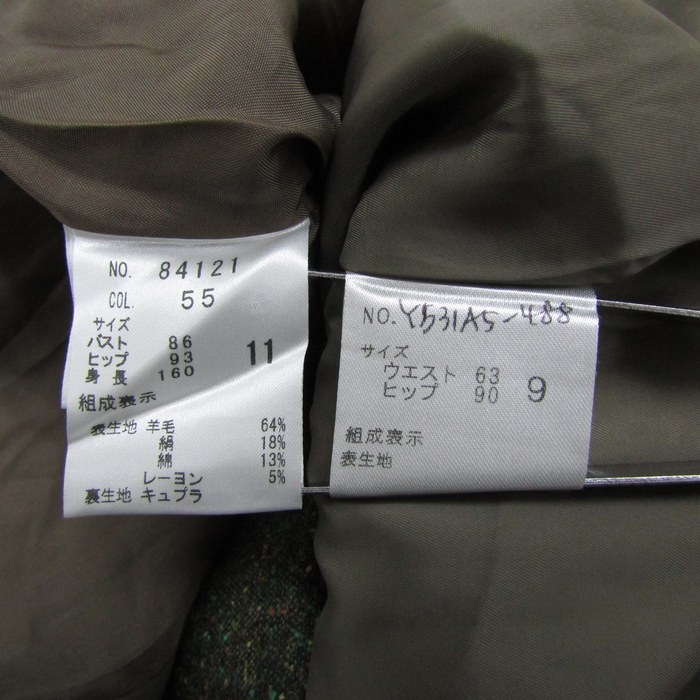 NO. 84121
COL. 55
サイズ
バスト 86
ヒップ 93
身長 160
11
組成表示
表生地 羊毛 64%
絹 18%
綿 13%
レーヨン 5%
裏生地 キュプラ
NO. Y531A5-488
サイズ
ウエスト 63
ヒップ 90
9
組成表示
表生地